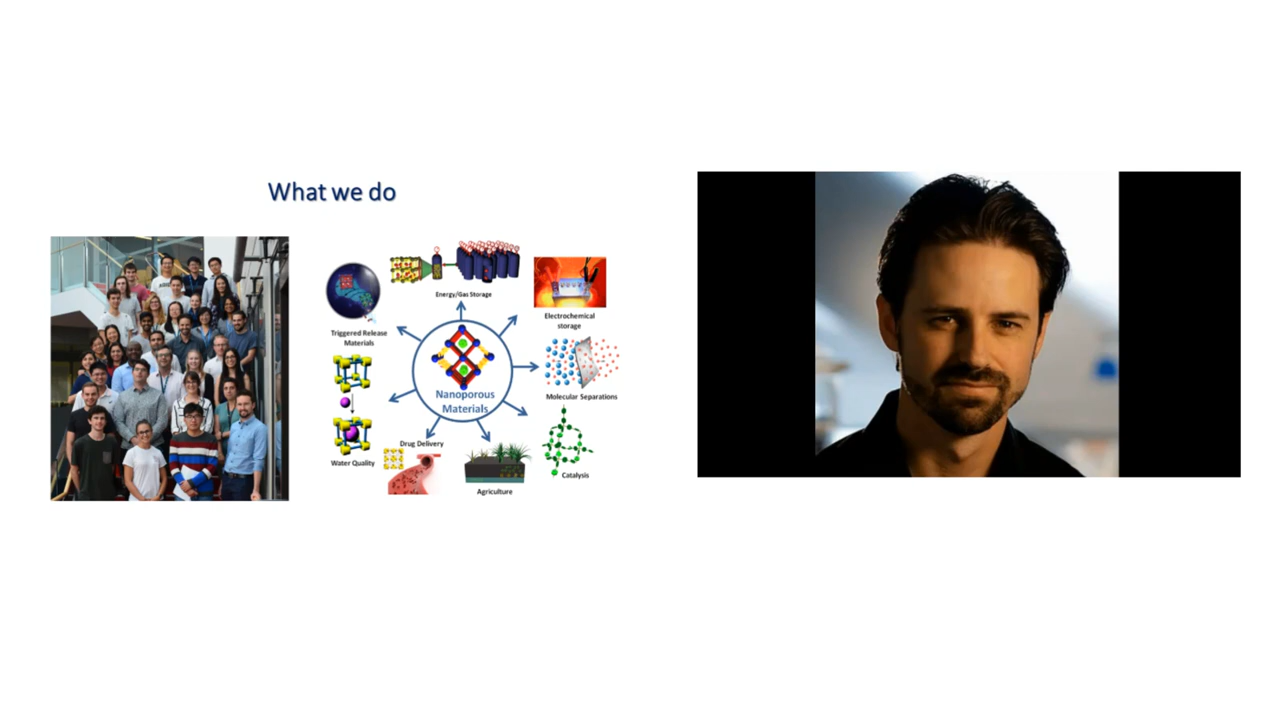 What we do
Energy/Gas Storage
Electrochemical
storage
Triggered Release
Materials
Nanoporous
Materials
Molecular Separations
Drug Delivery
Water Quality
Catalysis
Agriculture